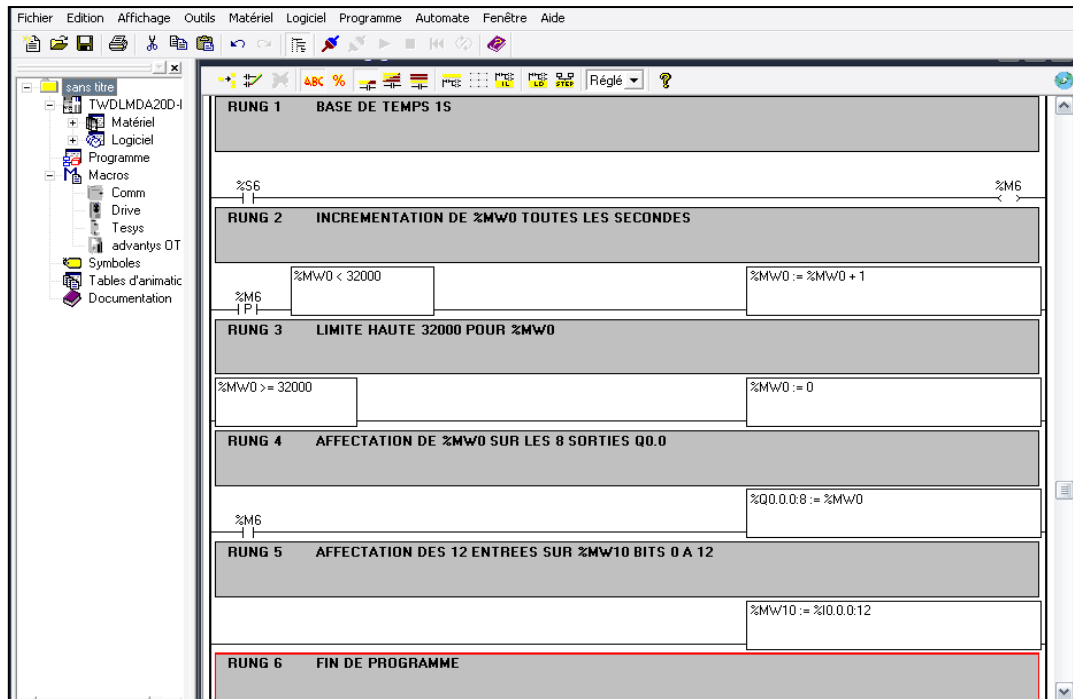 Fichier Edition Affichage Outils Matériel Logiciel Programme Automate Fenêtre Aide
sans titre
TWDLMDA20D-I
Matériel
Logiciel
Programme
Macros
Comm
Drive
Tesys
advantys OT
Symboles
Tables d'animatic
Documentation
ABC % IL LD STEP Réglé ?
RUNG 1 BASE DE TEMPS 1S
%S6 %M6
RUNG 2 INCREMENTATION DE %MW0 TOUTES LES SECONDES
%MW0 < 32000 %MW0 := %MW0 + 1
%M6
P
RUNG 3 LIMITE HAUTE 32000 POUR %MW0
%MW0 >= 32000 %MW0 := 0
RUNG 4 AFFECTATION DE %MW0 SUR LES 8 SORTIES Q0.0
%Q0.0.0:8 := %MW0
%M6
RUNG 5 AFFECTATION DES 12 ENTREES SUR %MW10 BITS 0 A 12
%MW10 := %I0.0.0:12
RUNG 6 FIN DE PROGRAMME